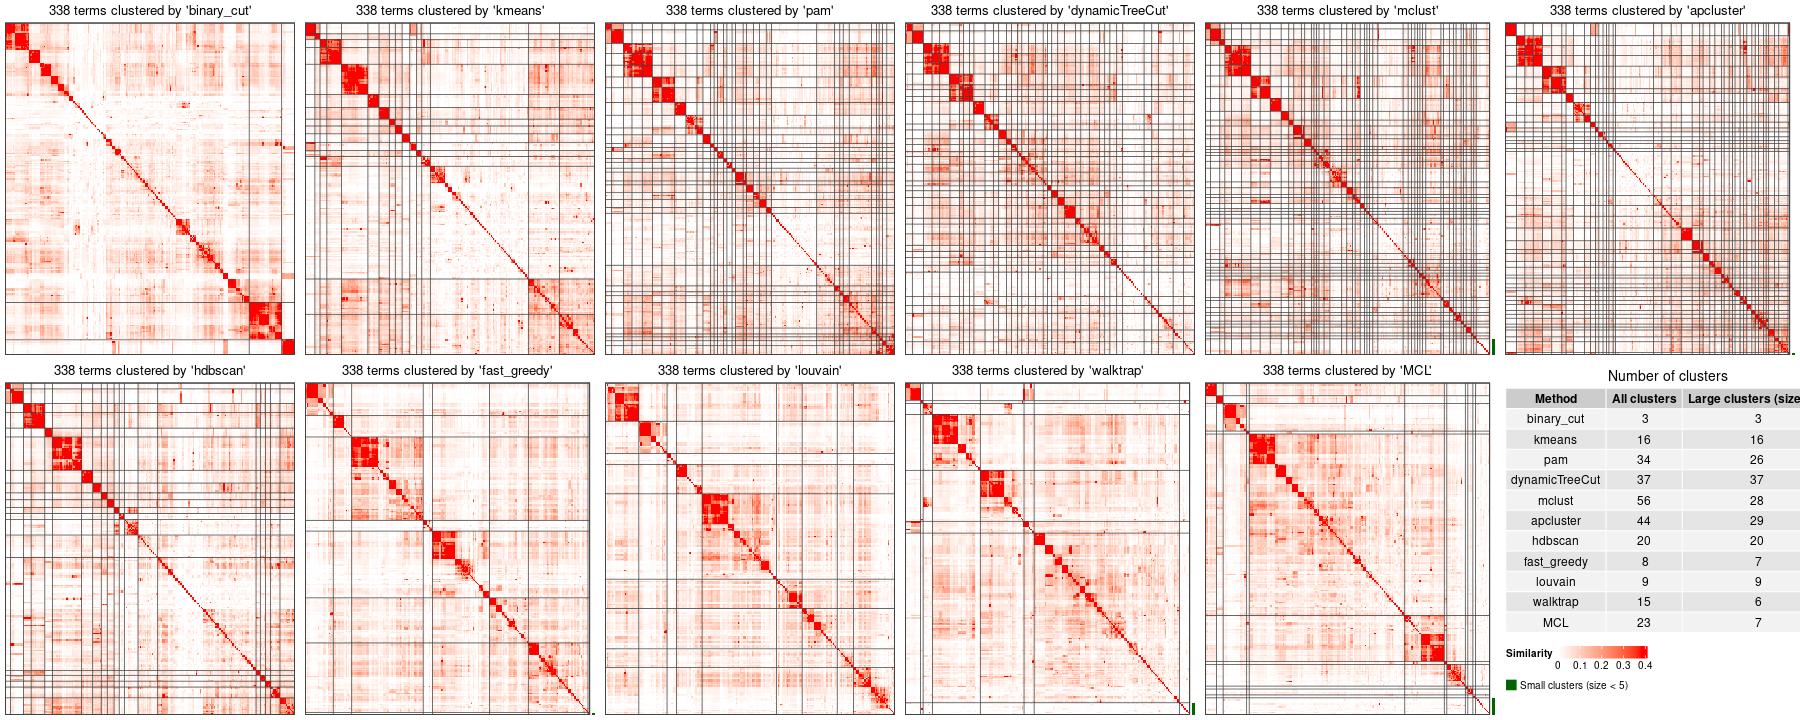 338 terms clustered by 'binary_cut'
338 terms clustered by 'kmeans'
338 terms clustered by 'pam'
338 terms clustered by 'dynamicTreeCut'
338 terms clustered by 'mclust'
338 terms clustered by 'apcluster'
338 terms clustered by 'hdbscan'
338 terms clustered by 'fast_greedy'
338 terms clustered by 'louvain'
338 terms clustered by 'walktrap'
338 terms clustered by 'MCL'
Number of clusters
Method All clusters Large clusters (size
binary_cut 3 3
kmeans 16 16
pam 34 26
dynamicTreeCut 37 37
mclust 56 28
apcluster 44 29
hdbscan 20 20
fast_greedy 8 7
louvain 9 9
walktrap 15 6
MCL 23 7
Similarity
0 0.1 0.2 0.3 0.4
Small clusters (size < 5)